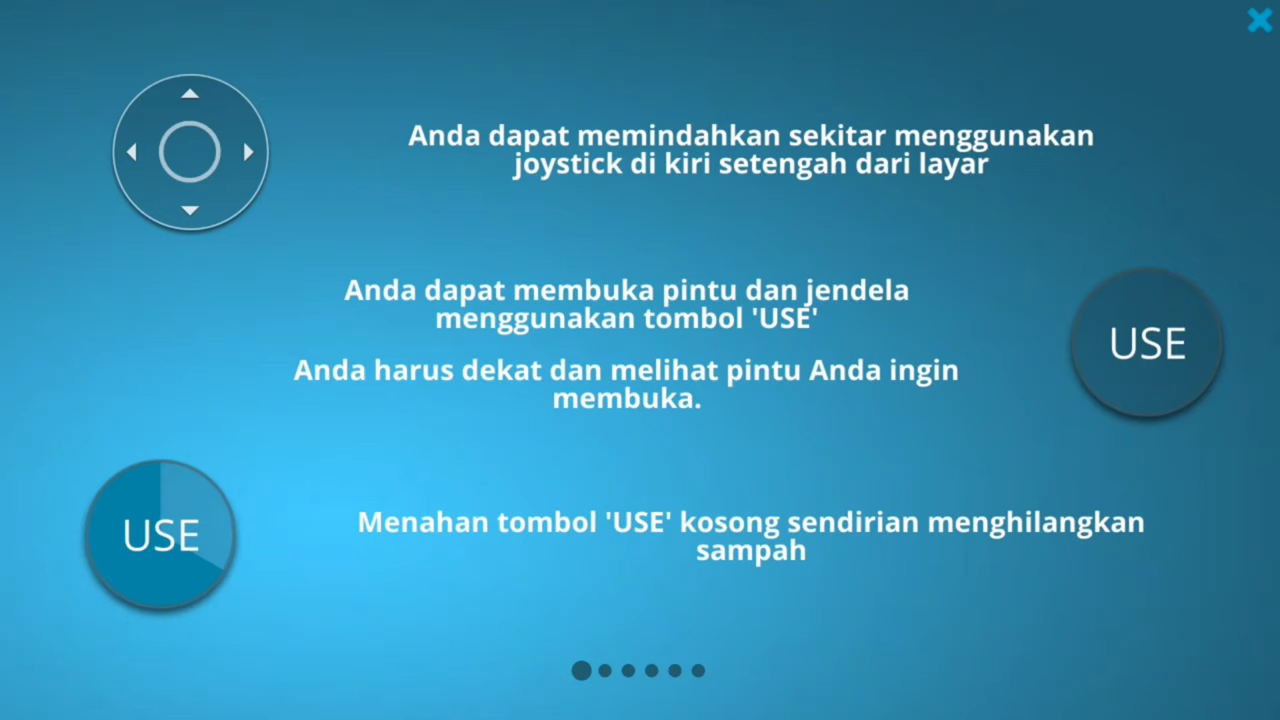 Anda dapat memindahkan sekitar menggunakan
joystick di kiri setengah dari layar
Anda dapat membuka pintu dan jendela
menggunakan tombol 'USE'
Anda harus dekat dan melihat pintu Anda ingin
membuka.
USE
USE
Menahan tombol 'USE' kosong sendirian menghilangkan
sampah